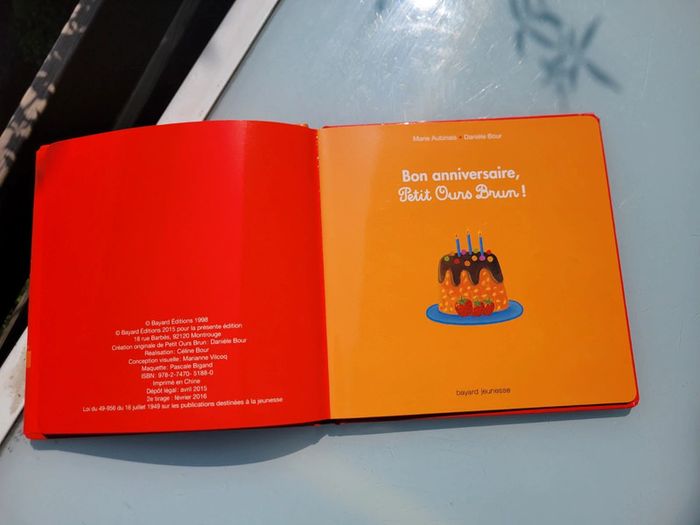 © Bayard Éditions 1998
© Bayard Éditions 2015 pour la présente édition
18 rue Barbès, 92120 Montrouge
Création originale de Petit Ours Brun : Danièle Bour
Réalisation : Céline Bour
Conception visuelle : Marianne Vilcoq
Maquette : Pascale Bigand
ISBN : 978-2-7470- 5188-0
Imprimé en Chine
Dépôt légal : avril 2015
2e tirage : février 2016
Loi du 49-956 du 16 juillet 1949 sur les publications destinées à la jeunesse
Marie Aubinais • Danièle Bour
Bon anniversaire,
Petit Ours Brun !
bayard jeunesse